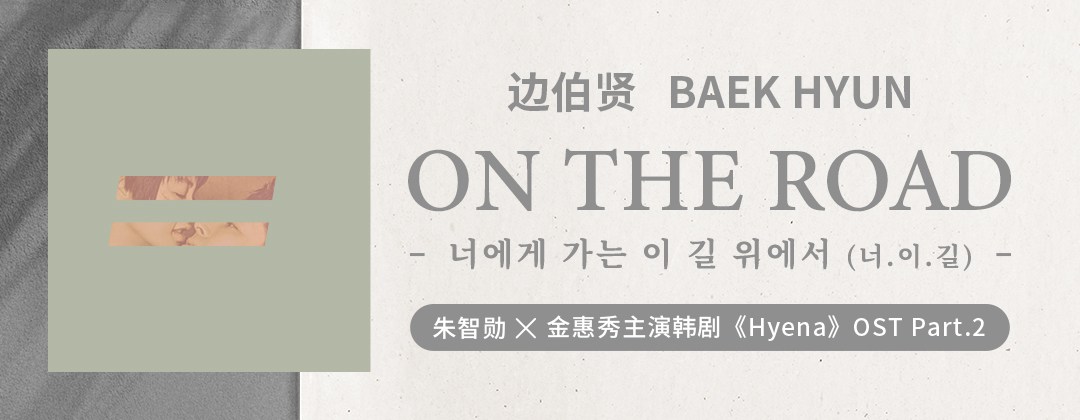 边伯贤 BAEK HYUN
ON THE ROAD
- 너에게 가는 이 길 위에서 (너.이.길) -
朱智勋 × 金惠秀主演韩剧《Hyena》OST Part.2